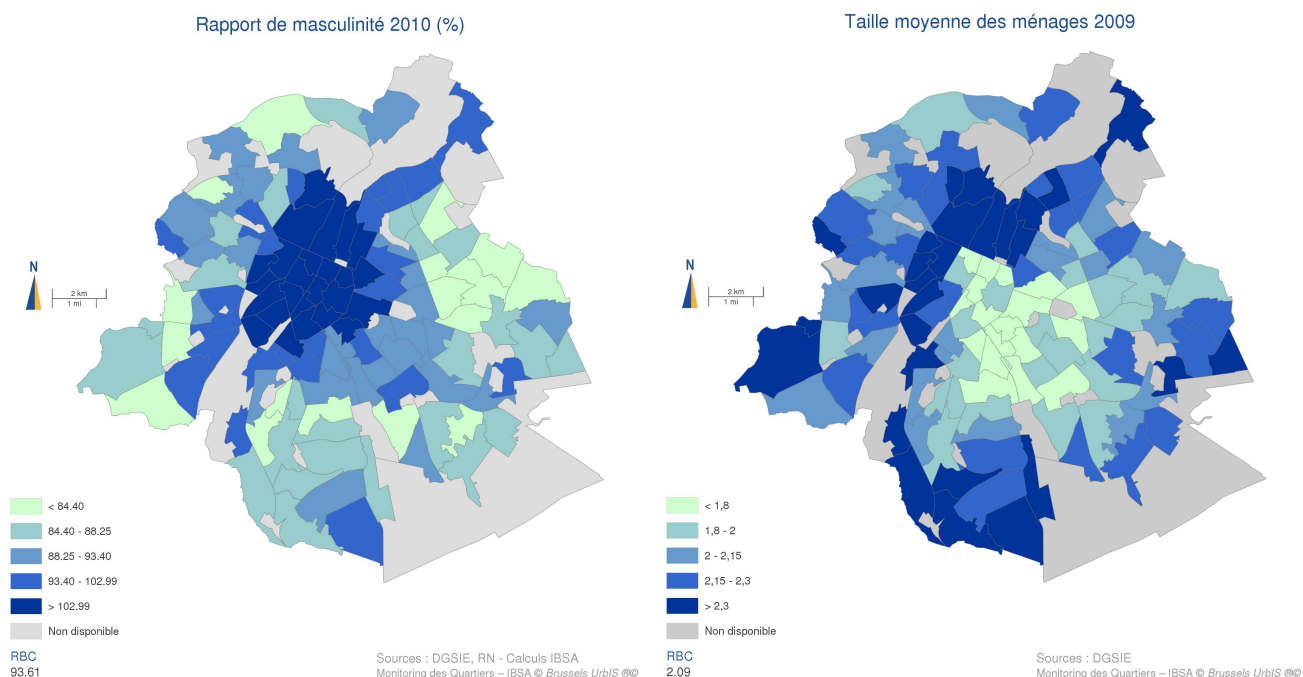 Rapport de masculinité 2010 (%)
N
2 km
1 mi
< 84.40
84.40 - 88.25
88.25 - 93.40
93.40 - 102.99
> 102.99
Non disponible
RBC
93.61
Sources : DGSIE, RN - Calculs IBSA
Monitoring des Quartiers – IBSA © Brussels UrbIS ®©
Taille moyenne des ménages 2009
N
2 km
1 mi
< 1,8
1,8 - 2
2 - 2,15
2,15 - 2,3
> 2,3
Non disponible
RBC
2.09
Sources : DGSIE
Monitoring des Quartiers – IBSA © Brussels UrbIS ®©